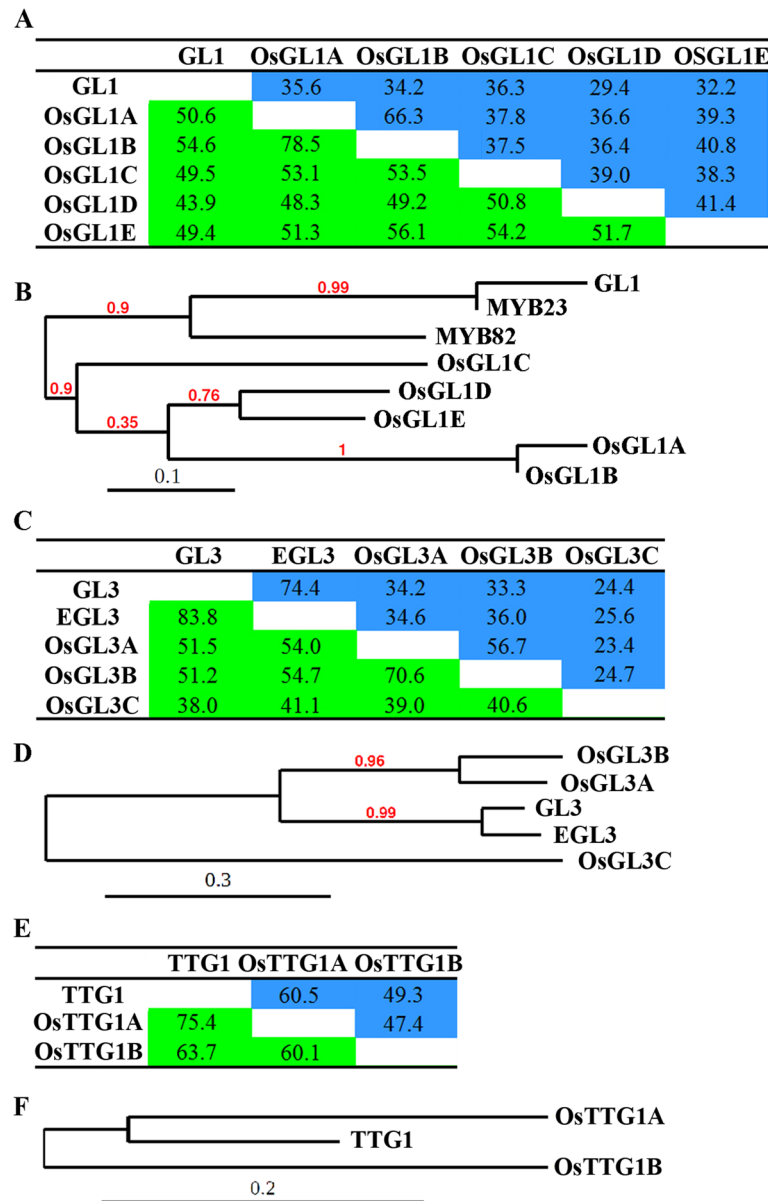 A
GL1 OsGL1A OsGL1B OsGL1C OsGL1D OSGL1E
GL1 35.6 34.2 36.3 29.4 32.2
OsGL1A 50.6 66.3 37.8 36.6 39.3
OsGL1B 54.6 78.5 37.5 36.4 40.8
OsGL1C 49.5 53.1 53.5 39.0 38.3
OsGL1D 43.9 48.3 49.2 50.8 41.4
OsGL1E 49.4 51.3 56.1 54.2 51.7
B
0.99 GL1
0.9 MYB23
MYB82
OsGL1C
0.9 0.76 OsGL1D
0.35 OsGL1E
1 OsGL1A
0.1 OsGL1B
C
GL3 EGL3 OsGL3A OsGL3B OsGL3C
GL3 74.4 34.2 33.3 24.4
EGL3 83.8 34.6 36.0 25.6
OsGL3A 51.5 54.0 56.7 23.4
OsGL3B 51.2 54.7 70.6 24.7
OsGL3C 38.0 41.1 39.0 40.6
D
0.96 OsGL3B
OsGL3A
0.99 GL3
EGL3
OsGL3C
0.3
E
TTG1 OsTTG1A OsTTG1B
TTG1 60.5 49.3
OsTTG1A 75.4 47.4
OsTTG1B 63.7 60.1
F
OsTTG1A
TTG1
OsTTG1B
0.2